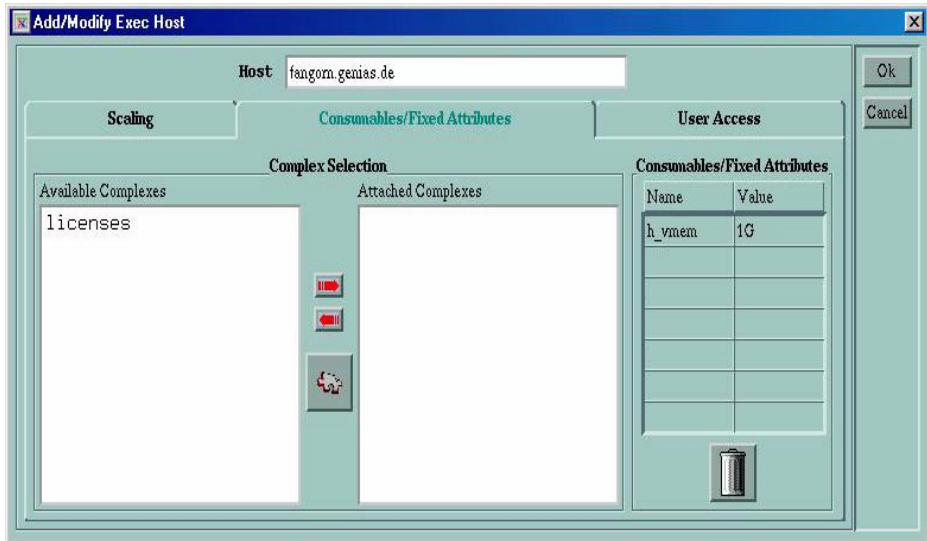 Add/Modify Exec Host
Host fangorn.genias.de
Ok
Cancel
Scaling
Consumables/Fixed Attributes
User Access
Complex Selection
Available Complexes
Attached Complexes
licenses
Consumables/Fixed Attributes
Name Value
h_vmem 1G